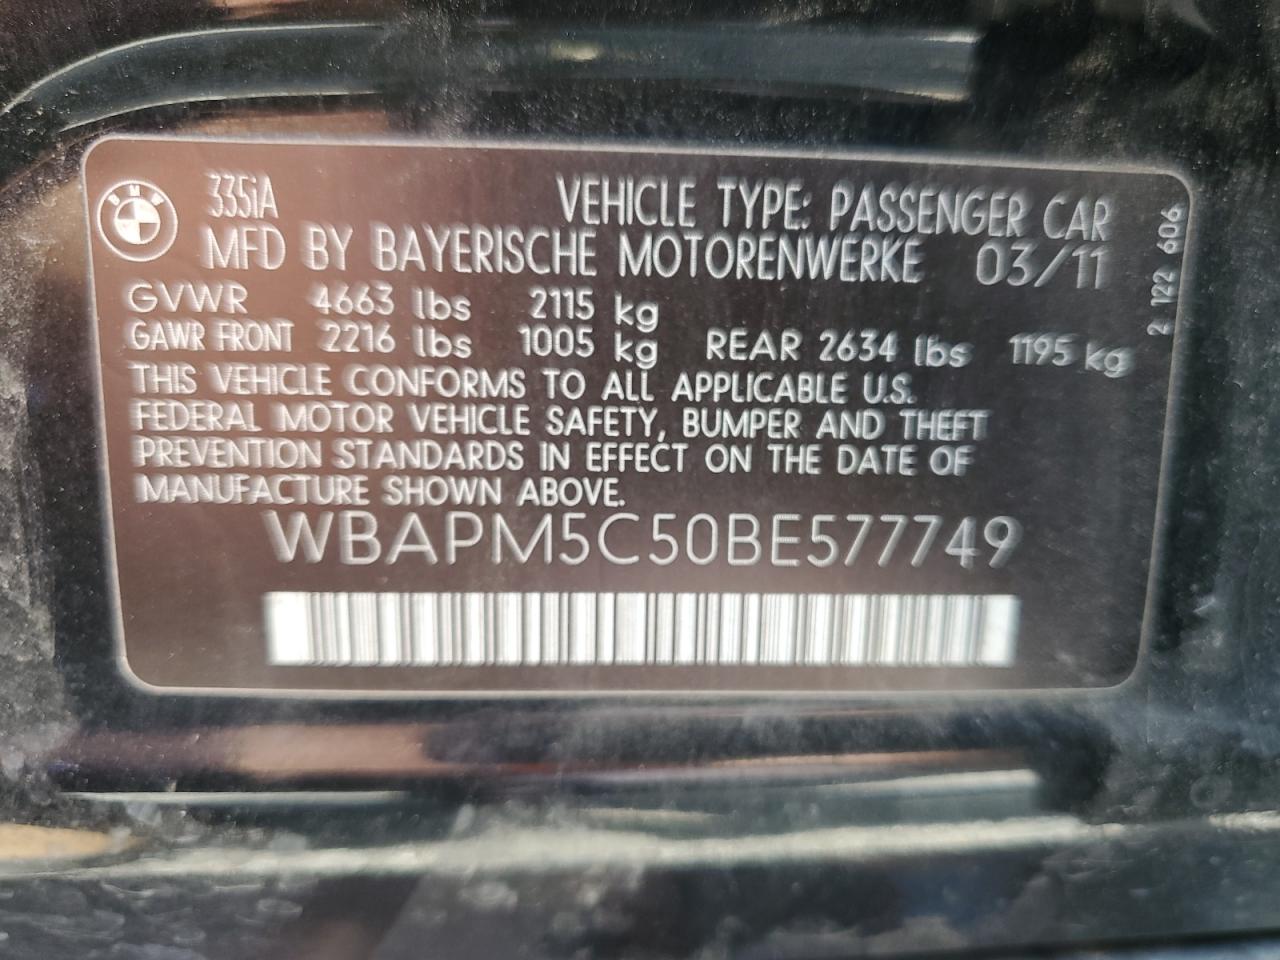 335iA VEHICLE TYPE: PASSENGER CAR
MFD BY BAYERISCHE MOTORENWERKE 03/11
GVWR 4663 lbs 2115 kg
GAWR FRONT 2216 lbs 1005 kg REAR 2634 lbs 1195 kg
THIS VEHICLE CONFORMS TO ALL APPLICABLE U.S.
FEDERAL MOTOR VEHICLE SAFETY, BUMPER AND THEFT
PREVENTION STANDARDS IN EFFECT ON THE DATE OF
MANUFACTURE SHOWN ABOVE.
WBAPM5C50BE577749
2 122 606
BMW